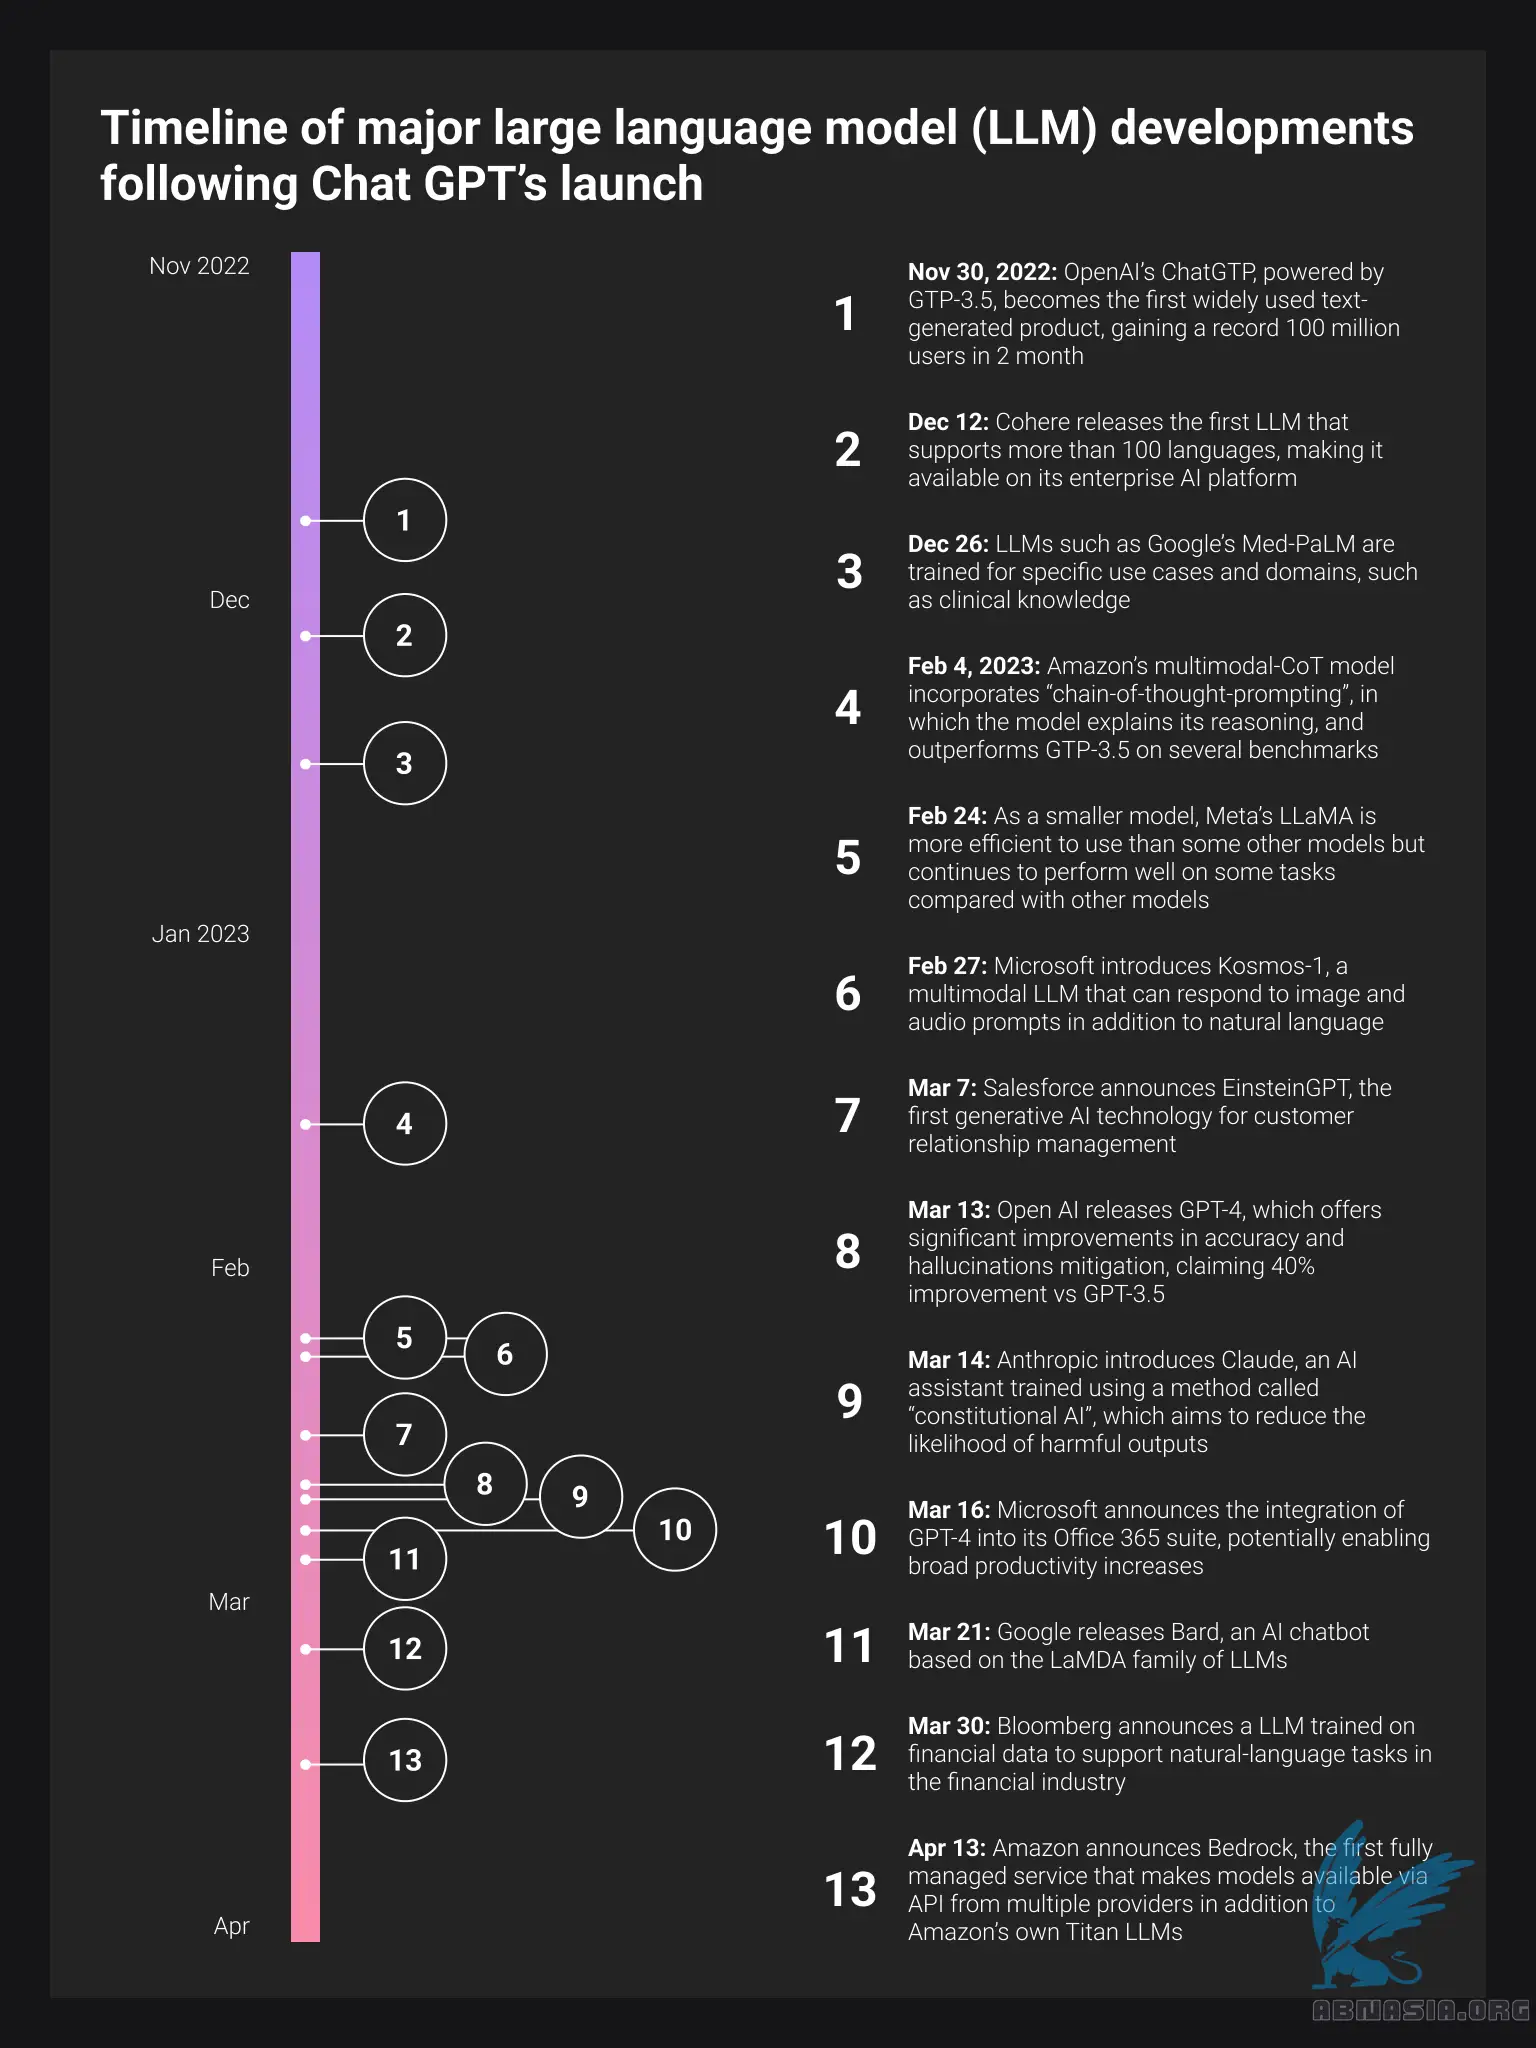 Timeline of major large language model (LLM) developments
following Chat GPT’s launch
Nov 2022
Dec
Jan 2023
Feb
Mar
Apr
1
2
3
4
5
6
7
8
9
10
11
12
13
1
Nov 30, 2022: OpenAI’s ChatGTP, powered by
GTP-3.5, becomes the first widely used text-
generated product, gaining a record 100 million
users in 2 month
2
Dec 12: Cohere releases the first LLM that
supports more than 100 languages, making it
available on its enterprise AI platform
3
Dec 26: LLMs such as Google’s Med-PaLM are
trained for specific use cases and domains, such
as clinical knowledge
4
Feb 4, 2023: Amazon’s multimodal-CoT model
incorporates “chain-of-thought-prompting”, in
which the model explains its reasoning, and
outperforms GTP-3.5 on several benchmarks
5
Feb 24: As a smaller model, Meta’s LLaMA is
more efficient to use than some other models but
continues to perform well on some tasks
compared with other models
6
Feb 27: Microsoft introduces Kosmos-1, a
multimodal LLM that can respond to image and
audio prompts in addition to natural language
7
Mar 7: Salesforce announces EinsteinGPT, the
first generative AI technology for customer
relationship management
8
Mar 13: Open AI releases GPT-4, which offers
significant improvements in accuracy and
hallucinations mitigation, claiming 40%
improvement vs GPT-3.5
9
Mar 14: Anthropic introduces Claude, an AI
assistant trained using a method called
“constitutional AI”, which aims to reduce the
likelihood of harmful outputs
10
Mar 16: Microsoft announces the integration of
GPT-4 into its Office 365 suite, potentially enabling
broad productivity increases
11
Mar 21: Google releases Bard, an AI chatbot
based on the LaMDA family of LLMs
12
Mar 30: Bloomberg announces a LLM trained on
financial data to support natural-language tasks in
the financial industry
13
Apr 13: Amazon announces Bedrock, the first fully
managed service that makes models available via
API from multiple providers in addition to
Amazon’s own Titan LLMs
ABNASIA.ORG